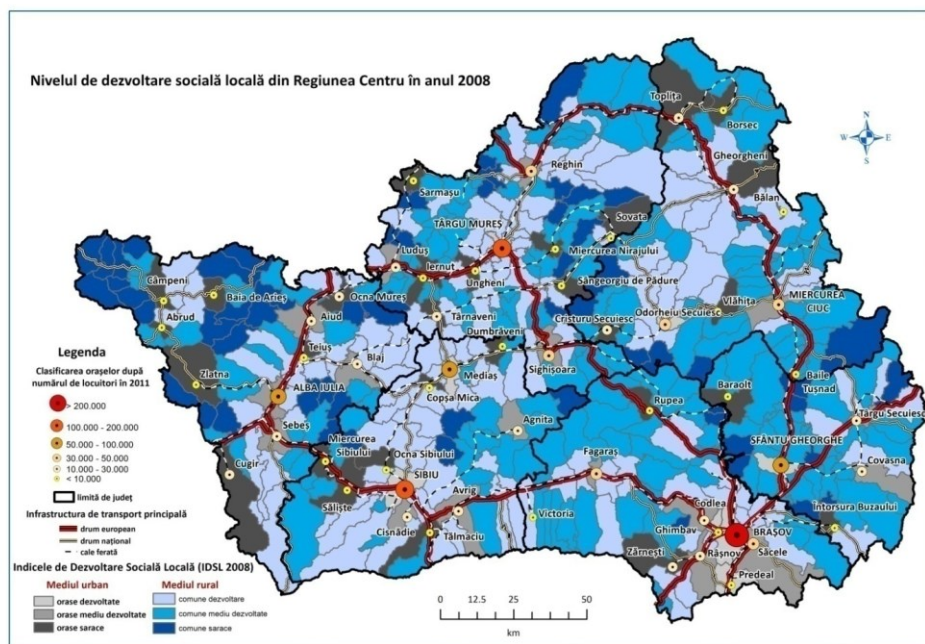 Nivelul de dezvoltare socială locală din Regiunea Centru în anul 2008
N
W E
S
Toplița
Borsec
Gheorgheni
Reghin
Sarmașu
Bălan
Sovata
TÂRGU MUREȘ
Miercurea Nirajului
Luduș
Iernut
Ungheni
Sângeorgiu de Pădure
Câmpeni
Baia de Arieș
Ocna Mureș
Vlăhița
MIERCUREA
CIUC
Abrud
Aiud
Târnaveni
Cristuru Secuiesc
Odorheiu Secuiesc
Dumbrăveni
Teiuș
Blaj
Sighișoara
Zlatna
Mediaș
Baile
Tușnad
ALBA IULIA
Copșa Mica
Rupea
Baraolt
Târgu Secuiesc
Agnita
Sebeș
Miercurea
Sibiului
SFÂNTU GHEORGHE
Ocna Sibiului
Covasna
Cugir
SIBIU
Fagaraș
Avrig
Codlea
Întorsura Buzaului
Săliște
Victoria
Cisnădie
Ghimbav
BRAȘOV
Tălmaciu
Zărnești
Râșnov
Săcele
Predeal
Legenda
Clasificarea orașelor după
numărul de locuitori în 2011
> 200.000
100.000 - 200.000
50.000 - 100.000
30.000 - 50.000
10.000 - 30.000
< 10.000
limită de județ
Infrastructura de transport principală
drum european
drum național
cale ferată
Indicele de Dezvoltare Socială Locală (IDSL 2008)
Mediul urban Mediul rural
orase dezvoltate comune dezvoltare
orase mediu dezvoltate comune mediu dezvoltate
orase sarace comune sarace
0 12.5 25 50
km